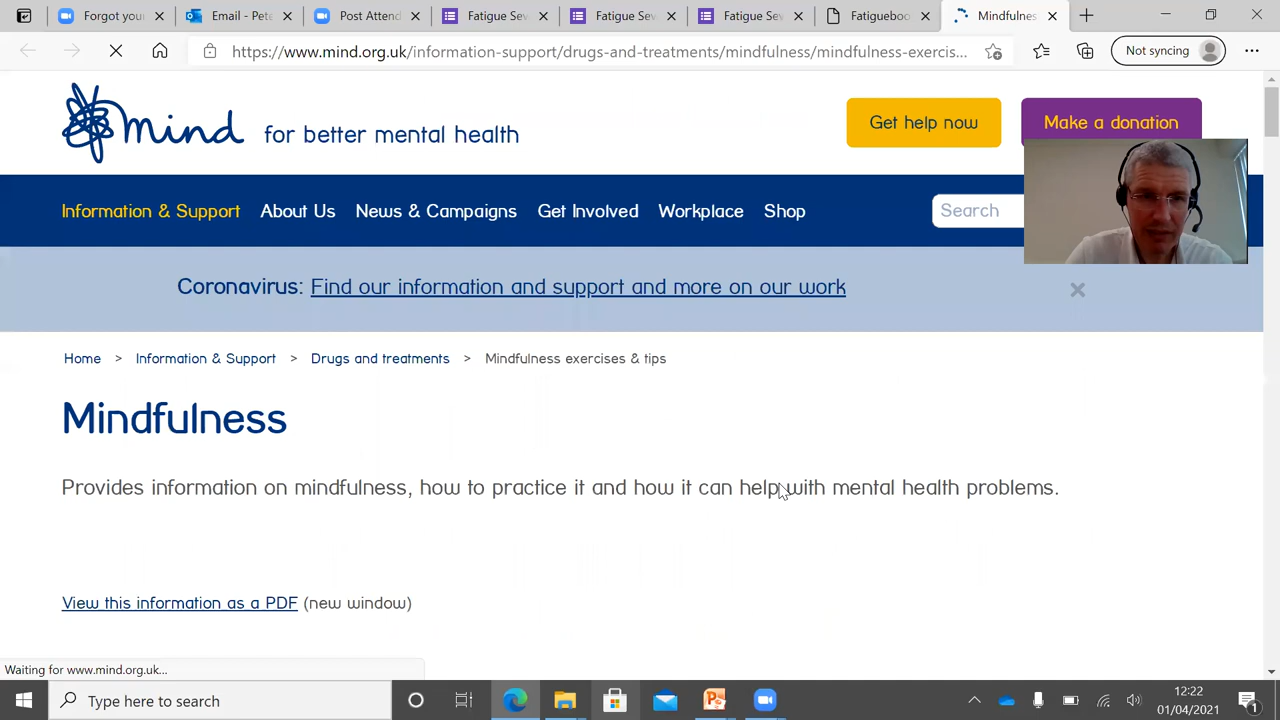 Forgot your
Email - Pete
Post Attend
Fatigue Sev
Fatigue Sev
Fatigue Sev
Fatigueboo
Mindfulnes
https://www.mind.org.uk/information-support/drugs-and-treatments/mindfulness/mindfulness-exercis...
Not syncing
mind for better mental health
Get help now
Make a donation
Information & Support
About Us
News & Campaigns
Get Involved
Workplace
Shop
Search
Coronavirus: Find our information and support and more on our work
Home > Information & Support > Drugs and treatments > Mindfulness exercises & tips
Mindfulness
Provides information on mindfulness, how to practice it and how it can help with mental health problems.
View this information as a PDF (new window)
Waiting for www.mind.org.uk...
Type here to search
12:22
01/04/2021
1